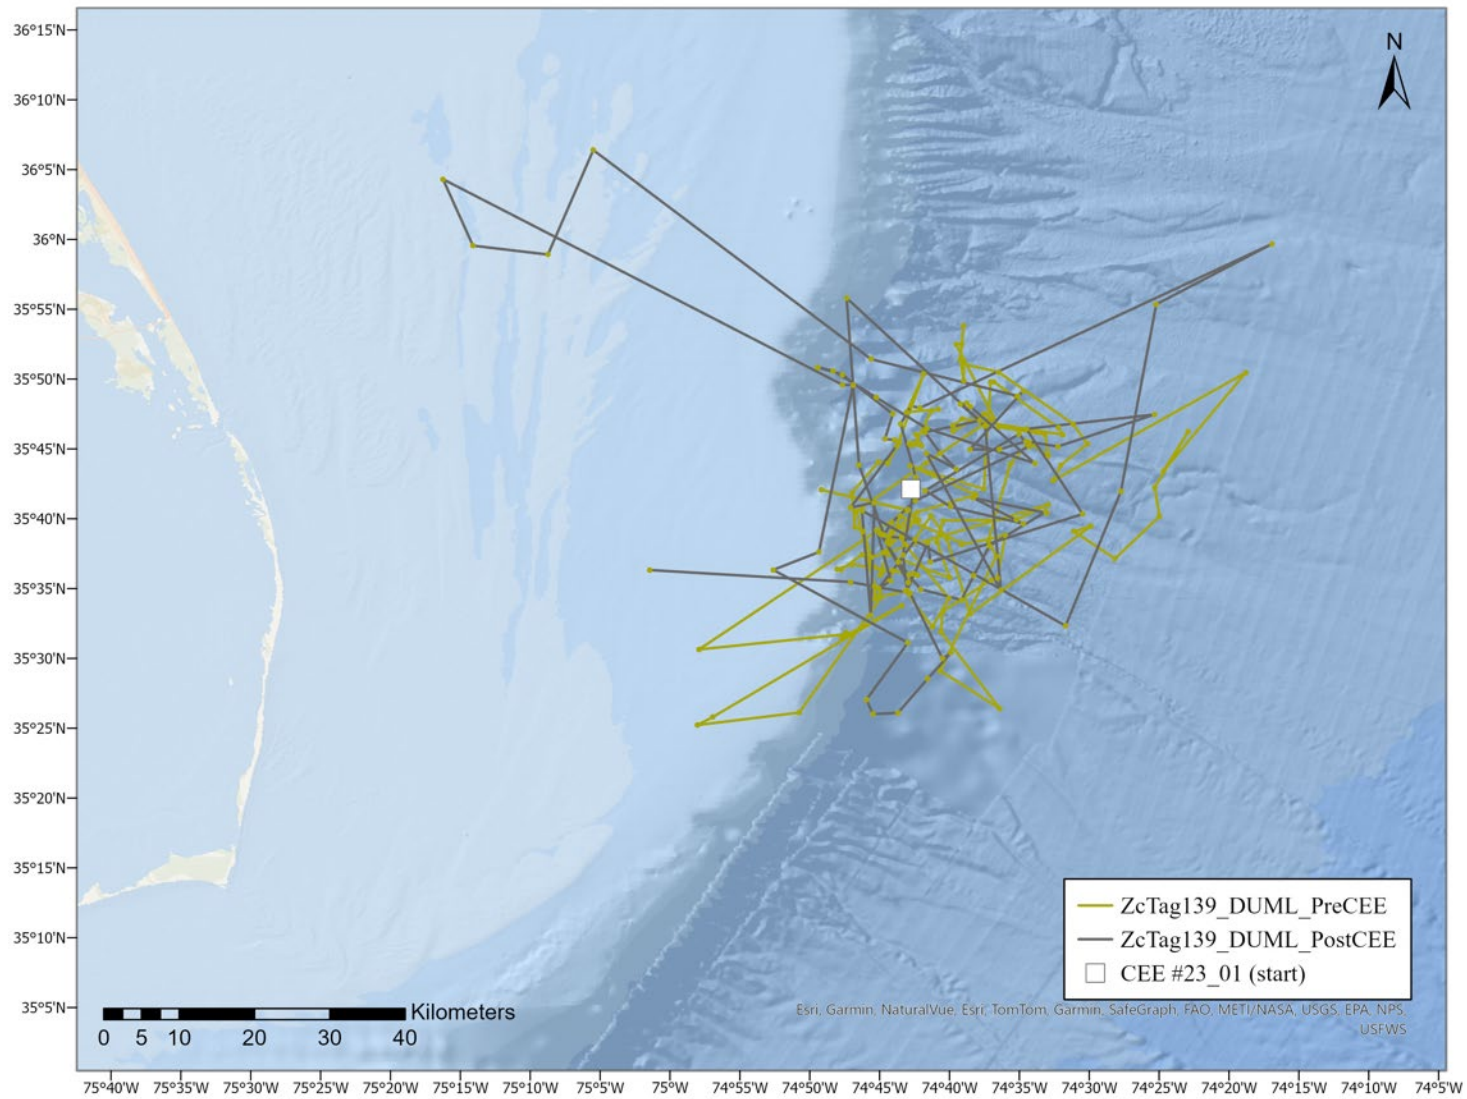 36°15'N
36°10'N
36°5'N
36°N
35°55'N
35°50'N
35°45'N
35°40'N
35°35'N
35°30'N
35°25'N
35°20'N
35°15'N
35°10'N
35°5'N
N
ZcTag139_DUML_PreCEE
ZcTag139_DUML_PostCEE
CEE #23_01 (start)
Kilometers
0 5 10 20 30 40
Esri, Garmin, NaturalVue, Esri, TomTom, Garmin, SafeGraph, FAO, METI/NASA, USGS, EPA, NPS,
USFWS
75°40'W 75°35'W 75°30'W 75°25'W 75°20'W 75°15'W 75°10'W 75°5'W 75°W 74°55'W 74°50'W 74°45'W 74°40'W 74°35'W 74°30'W 74°25'W 74°20'W 74°15'W 74°10'W 74°5'W